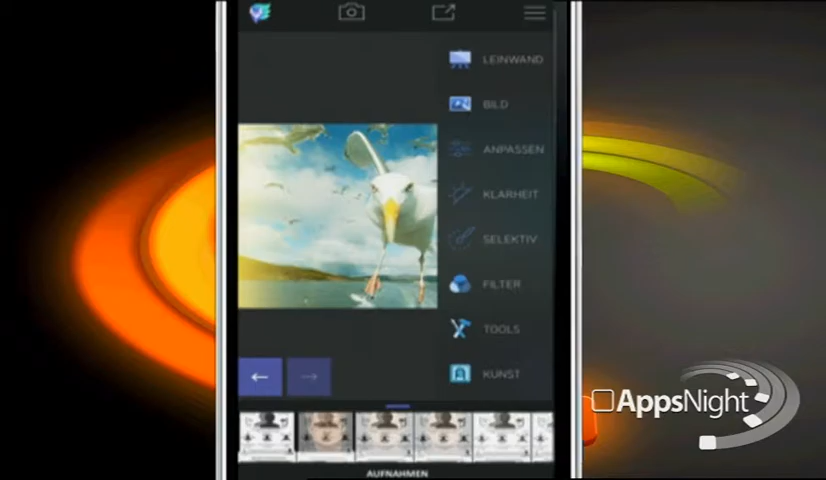 LEINWAND
BILD
ANPASSEN
KLARHEIT
SELEKTIV
FILTER
TOOLS
KUNST
AppsNight
AUFNAHMEN